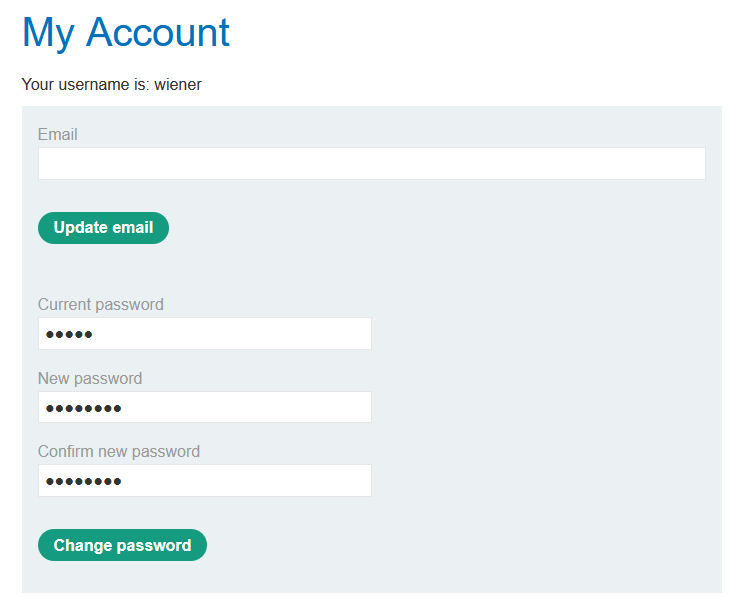 My Account
Your username is: wiener
Email
Update email
Current password
●●●●●
New password
●●●●●●●●
Confirm new password
●●●●●●●●
Change password